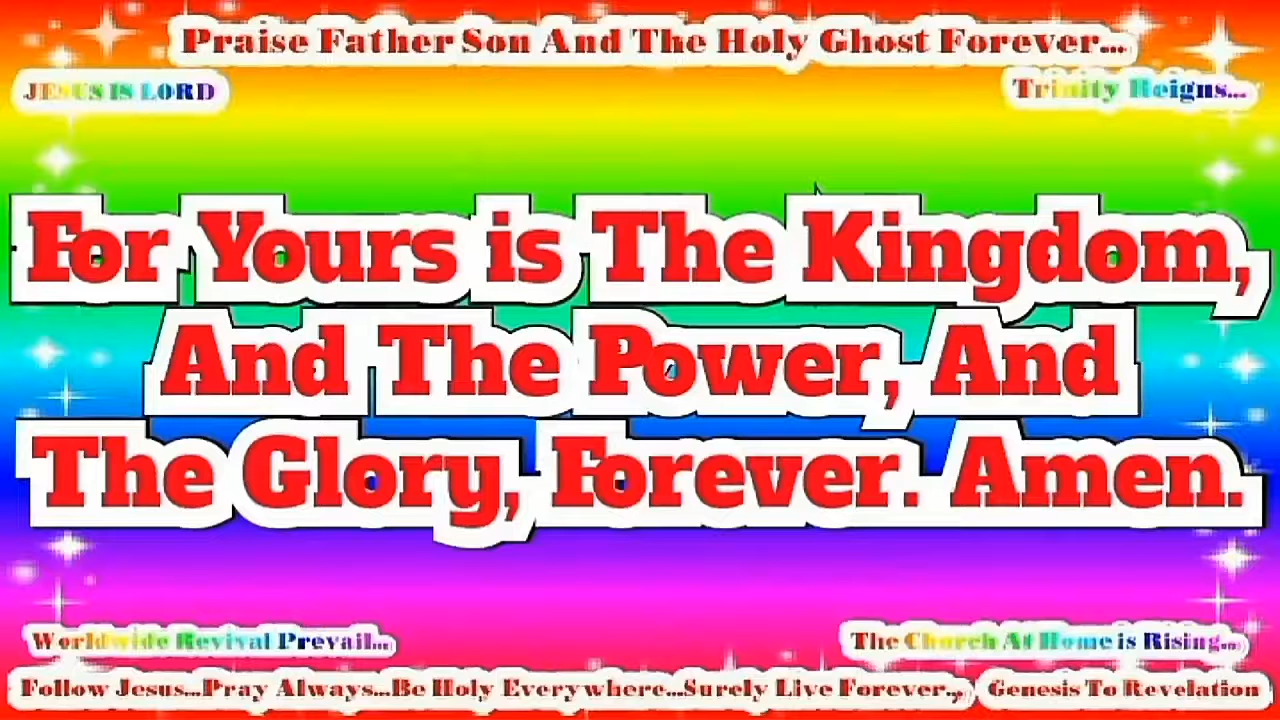 Praise Father Son And The Holy Ghost Forever...
JESUS IS LORD
Trinity Reigns...
For Yours is The Kingdom,
And The Power, And
The Glory, Forever. Amen.
Worldwide Revival Prevail...
The Church At Home is Rising...
Follow Jesus...Pray Always...Be Holy Everywhere...Surely Live Forever.., Genesis To Revelation